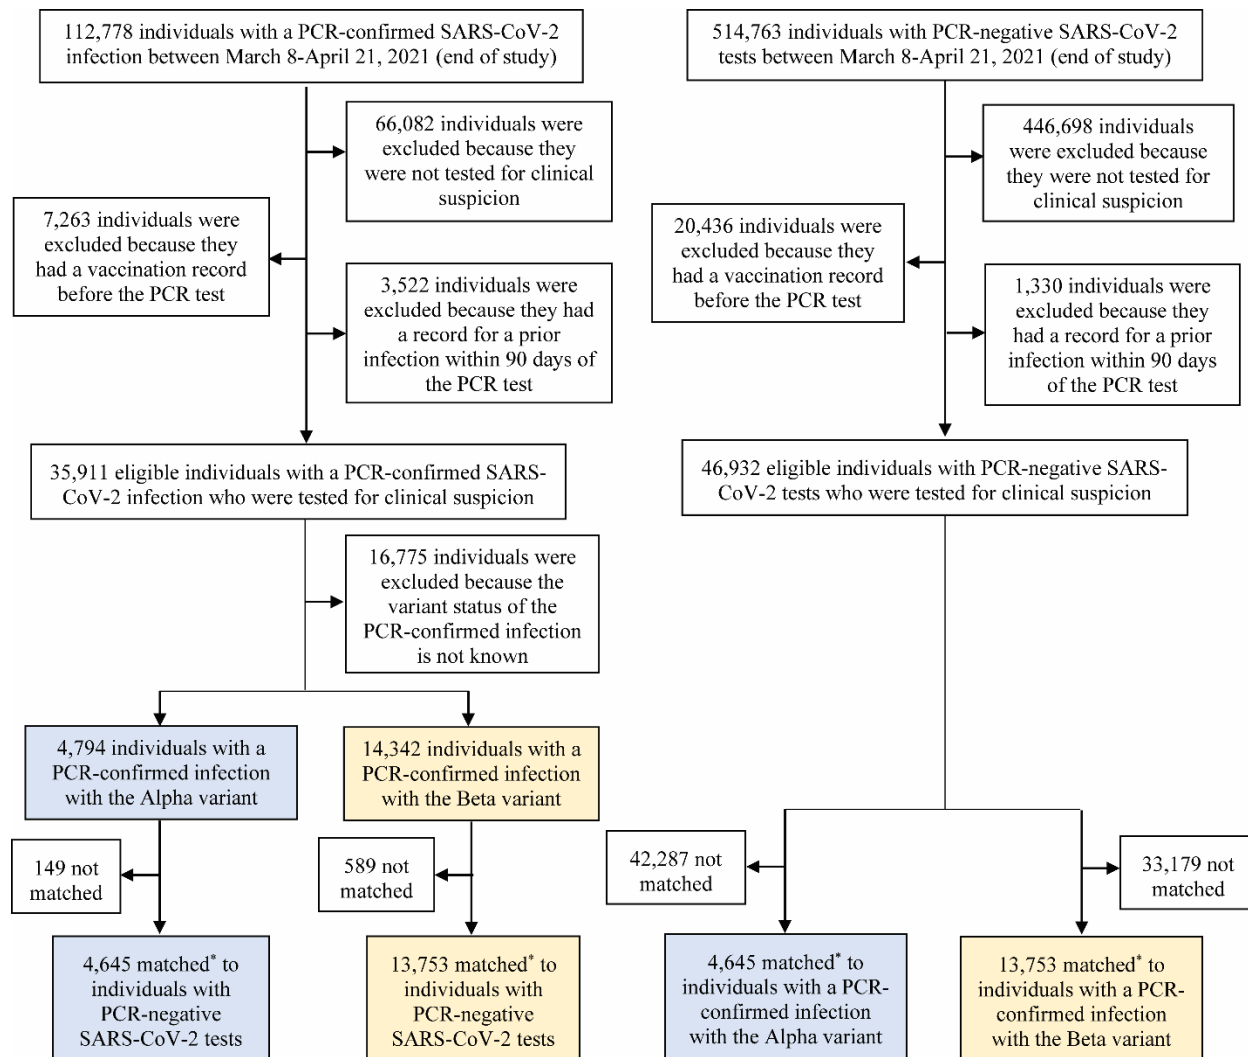 112,778 individuals with a PCR-confirmed SARS-CoV-2
infection between March 8-April 21, 2021 (end of study)
514,763 individuals with PCR-negative SARS-CoV-2
tests between March 8-April 21, 2021 (end of study)
66,082 individuals were
excluded because they
were not tested for clinical
suspicion
446,698 individuals
were excluded because
they were not tested for
clinical suspicion
7,263 individuals were
excluded because they
had a vaccination record
before the PCR test
20,436 individuals were
excluded because they
had a vaccination record
before the PCR test
3,522 individuals were
excluded because they had
a record for a prior
infection within 90 days of
the PCR test
1,330 individuals were
excluded because they
had a record for a prior
infection within 90 days
of the PCR test
35,911 eligible individuals with a PCR-confirmed SARS-
CoV-2 infection who were tested for clinical suspicion
46,932 eligible individuals with PCR-negative SARS-
CoV-2 tests who were tested for clinical suspicion
16,775 individuals were
excluded because the
variant status of the
PCR-confirmed infection
is not known
4,794 individuals with a
PCR-confirmed infection
with the Alpha variant
14,342 individuals with a
PCR-confirmed infection
with the Beta variant
149 not
matched
589 not
matched
42,287 not
matched
33,179 not
matched
4,645 matched* to
individuals with
PCR-negative
SARS-CoV-2 tests
13,753 matched* to
individuals with
PCR-negative
SARS-CoV-2 tests
4,645 matched* to
individuals with a PCR-
confirmed infection
with the Alpha variant
13,753 matched* to
individuals with a PCR-
confirmed infection
with the Beta variant